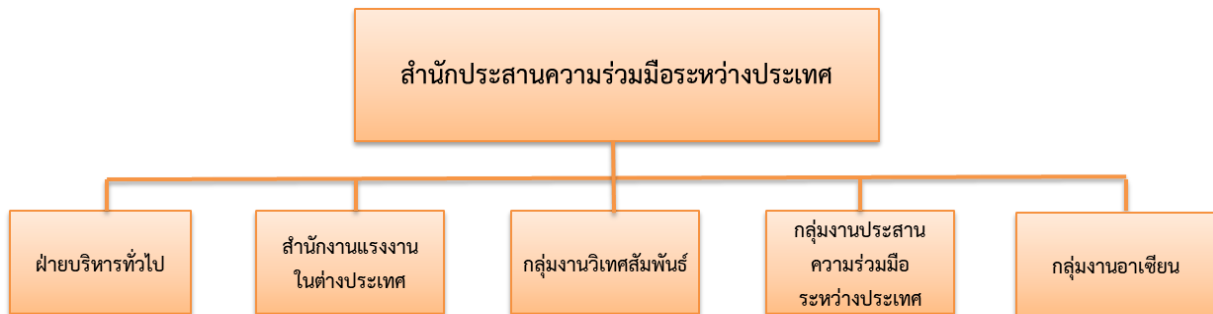 สำนักประสานความร่วมมือระหว่างประเทศ
ฝ่ายบริหารทั่วไป
สำนักงานแรงงาน
ในต่างประเทศ
กลุ่มงานวิเทศสัมพันธ์
กลุ่มงานประสาน
ความร่วมมือ
ระหว่างประเทศ
กลุ่มงานอาเซียน